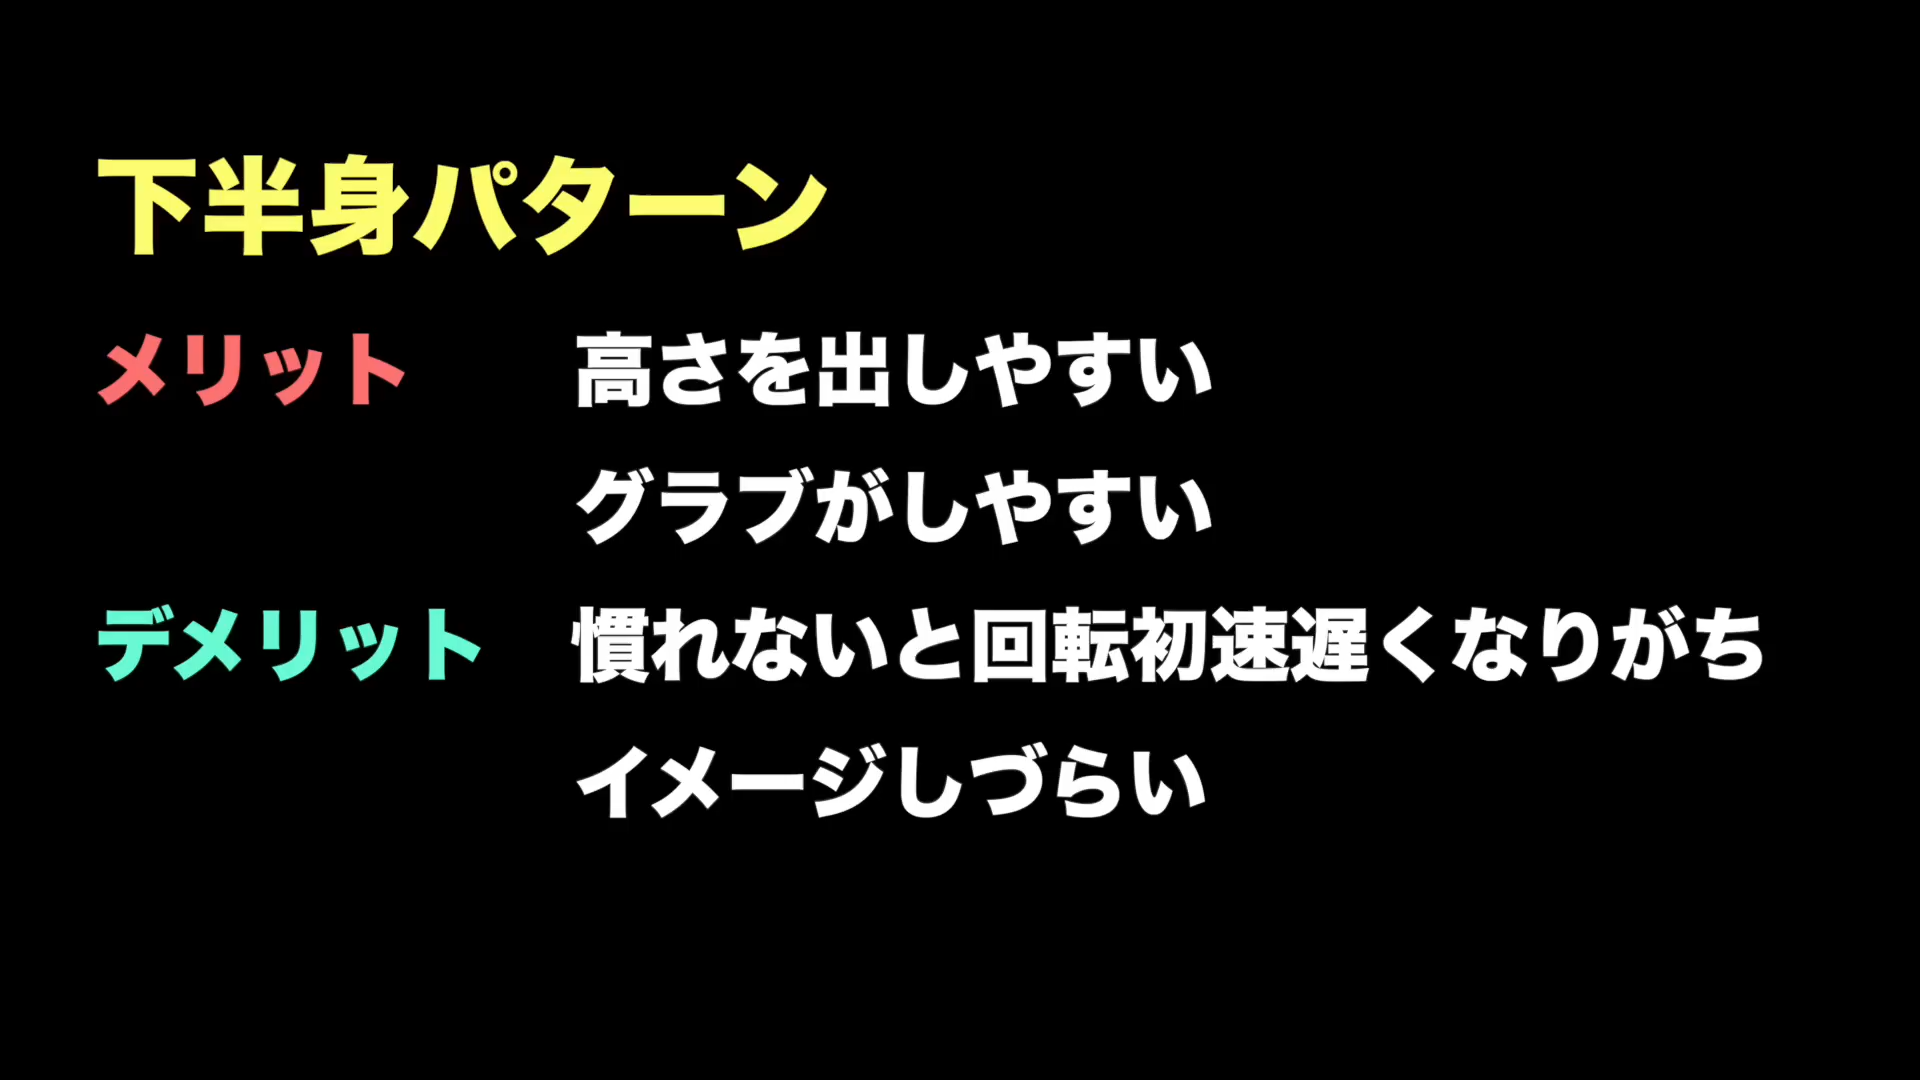 下半身パターン
メリット 高さを出しやすい
グラブがしやすい
デメリット 慣れないと回転初速遅くなりがち
イメージしづらい